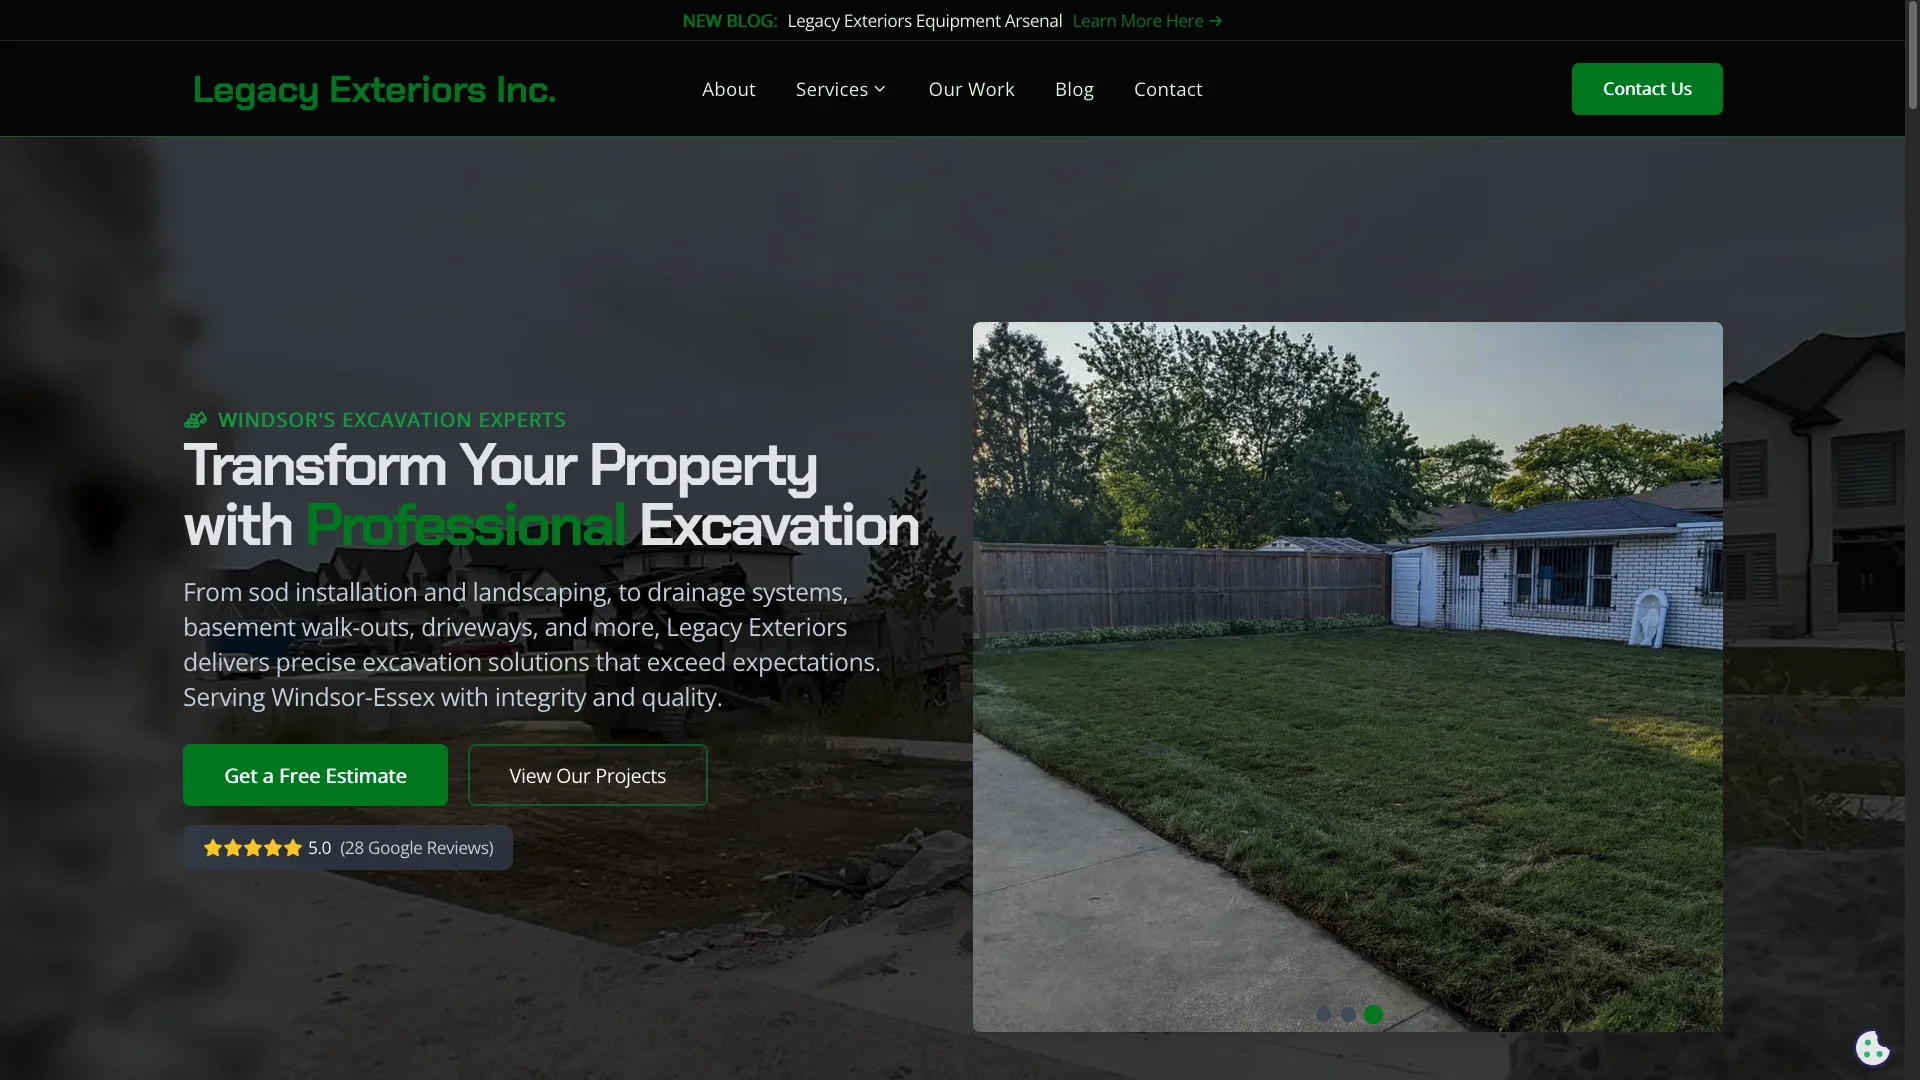 NEW BLOG: Legacy Exteriors Equipment Arsenal Learn More Here →
Legacy Exteriors Inc.
About
Services
Our Work
Blog
Contact
Contact Us
WINDSOR'S EXCAVATION EXPERTS
Transform Your Property
with Professional Excavation
From sod installation and landscaping, to drainage systems,
basement walk-outs, driveways, and more, Legacy Exteriors
delivers precise excavation solutions that exceed expectations.
Serving Windsor-Essex with integrity and quality.
Get a Free Estimate
View Our Projects
5.0 (28 Google Reviews)